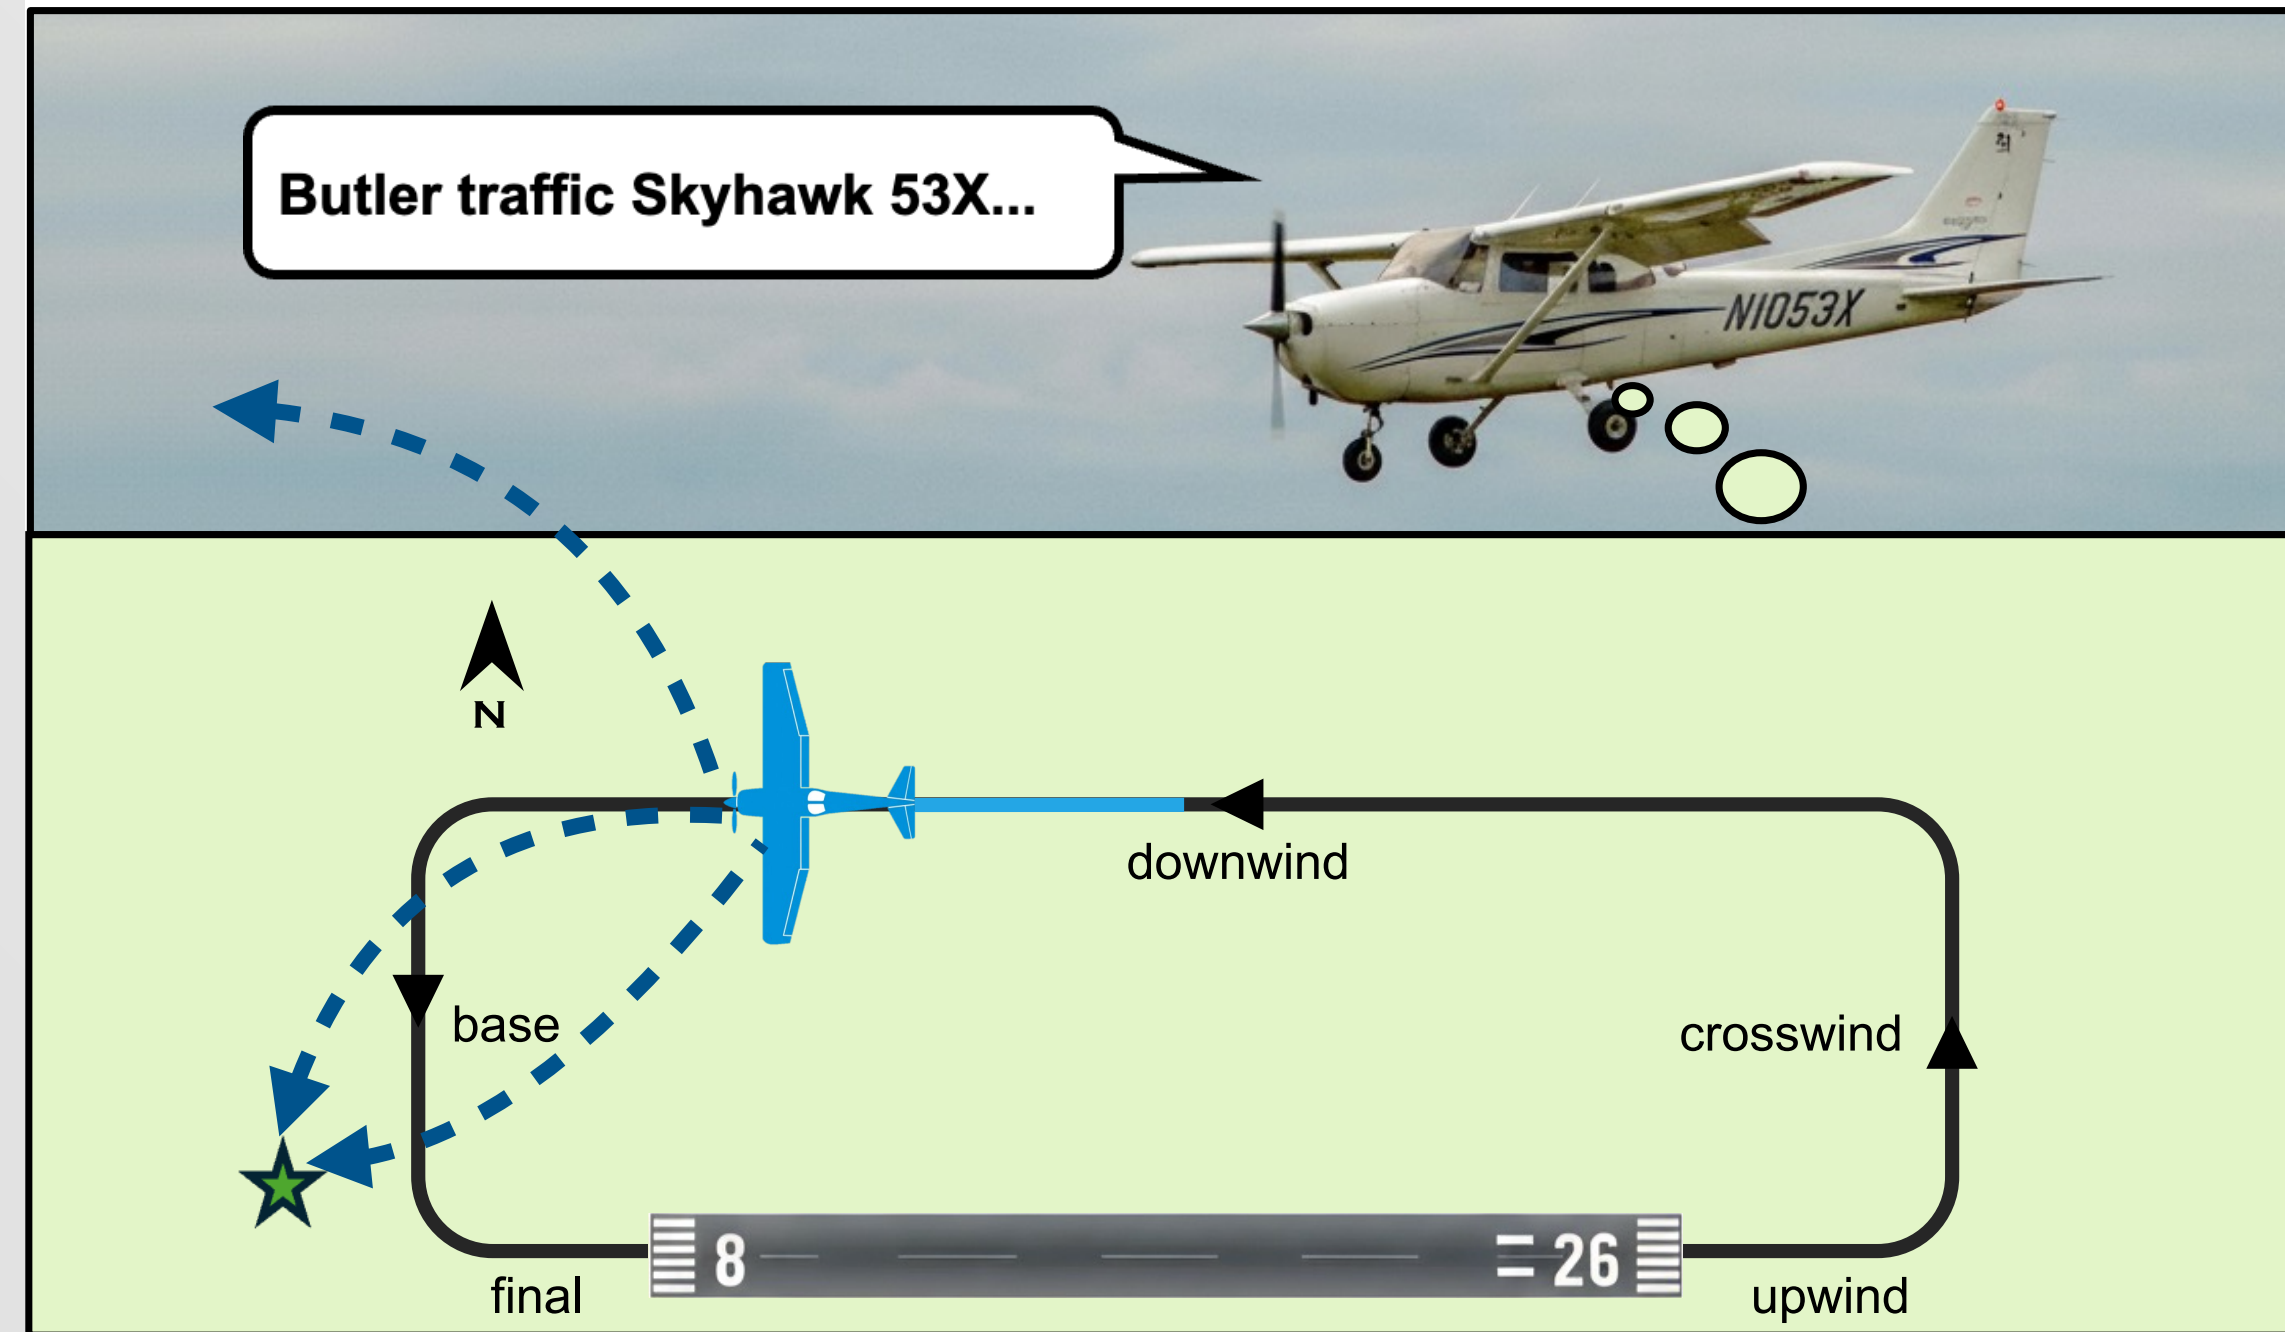 Butler traffic Skyhawk 53X...
N1053X
N
downwind
base
crosswind
8
26
final
upwind